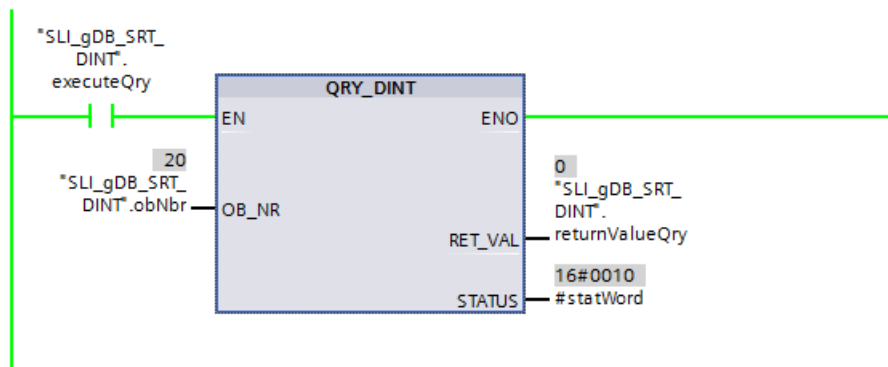 "SLI_gDB_SRT_
DINT".
executeQry
QRY_DINT
EN
ENO
20
"SLI_gDB_SRT_
DINT".obNbr
OB_NR
0
"SLI_gDB_SRT_
DINT".
returnValueQry
RET_VAL
16#0010
#statWord
STATUS